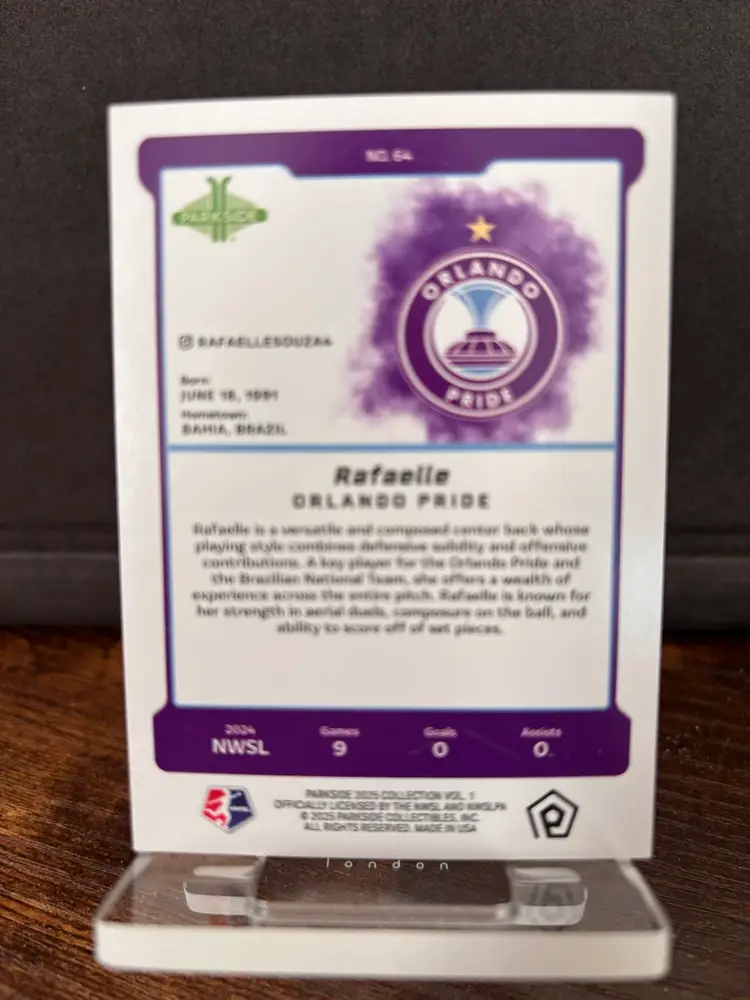 NO. 64
PARKSIDE
ORLANDO
PRIDE
RAFAELLESOUZA4
Born:
JUNE 18, 1991
Hometown:
BAHIA, BRAZIL
Rafaelle
ORLANDO PRIDE
Rafaelle is a versatile and composed center back whose
playing style combines defensive solidity and offensive
contributions. A key player for the Orlando Pride and
the Brazilian National Team, she offers a wealth of
experience across the entire pitch. Rafaelle is known for
her strength in aerial duels, composure on the ball, and
ability to score off of set pieces.
2024 Games Goals Assists
NWSL 9 0 0
NWSL
PARKSIDE 2025 COLLECTION VOL. 1
OFFICIALLY LICENSED BY THE NWSL AND NWSLPA
© 2025 PARKSIDE COLLECTIBLES, INC.
ALL RIGHTS RESERVED. MADE IN USA
london